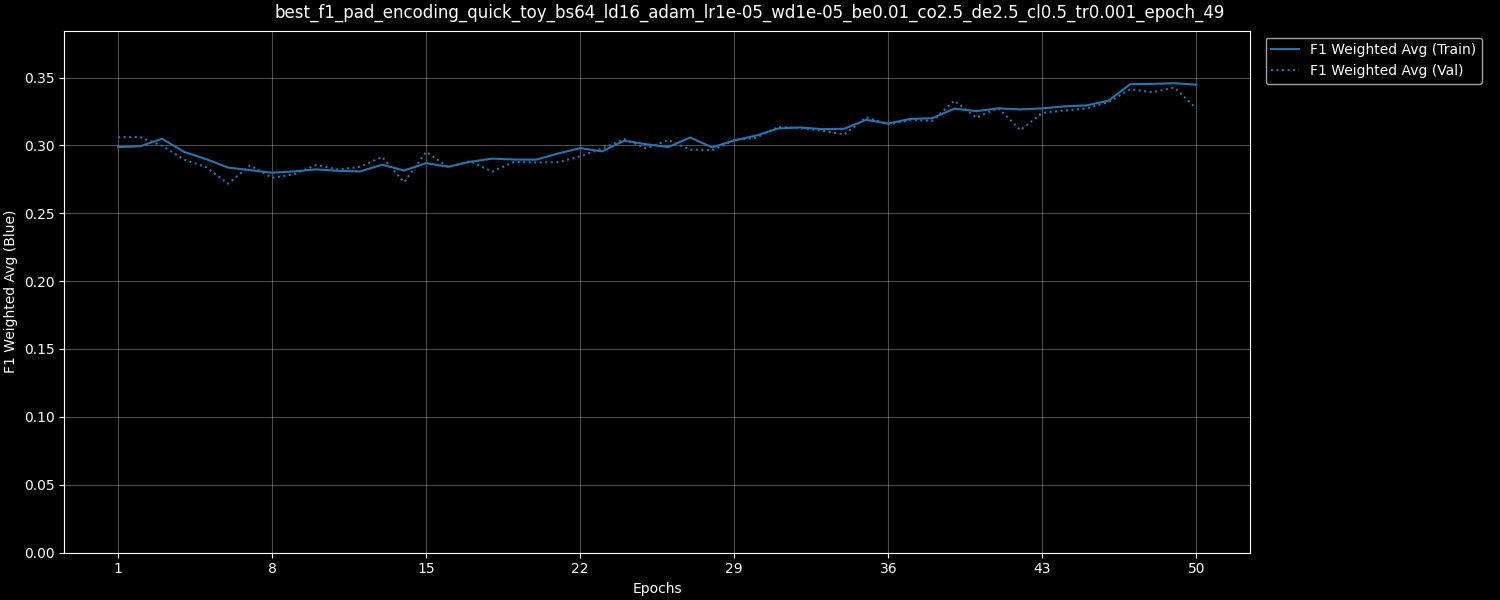 best_f1_pad_encoding_quick_toy_bs64_ld16_adam_lr1e-05_wd1e-05_be0.01_co2.5_de2.5_cl0.5_tr0.001_epoch_49
F1 Weighted Avg (Train)
F1 Weighted Avg (Val)
F1 Weighted Avg (Blue)
0.35
0.30
0.25
0.20
0.15
0.10
0.05
0.00
1 8 15 22 29 36 43 50
Epochs